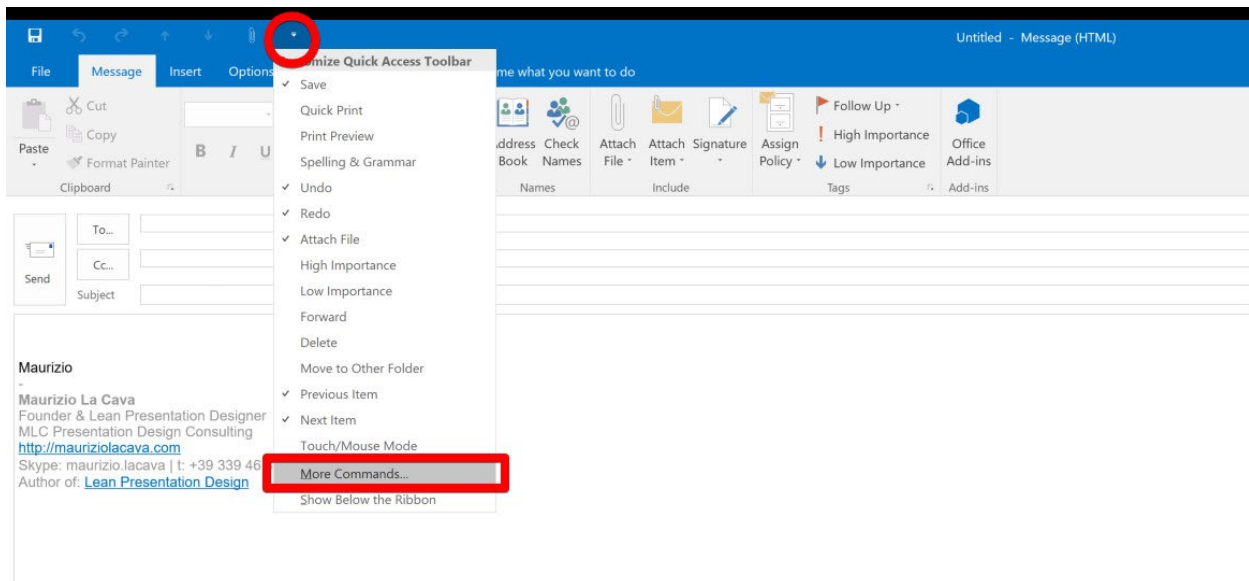 Untitled - Message (HTML)
File Message Insert Options me what you want to do
Customize Quick Access Toolbar
Save
Quick Print
Print Preview
Spelling & Grammar
Undo
Redo
Attach File
High Importance
Low Importance
Forward
Delete
Move to Other Folder
Previous Item
Next Item
Touch/Mouse Mode
More Commands...
Show Below the Ribbon
Paste
Cut
Copy
Format Painter
Clipboard
B I U
Address Book
Check Names
Names
Attach File
Attach Item
Signature
Include
Assign Policy
Follow Up
High Importance
Low Importance
Tags
Office Add-ins
Add-ins
Send
To...
Cc...
Subject
Maurizio
-
Maurizio La Cava
Founder & Lean Presentation Designer
MLC Presentation Design Consulting
http://mauriziolacava.com
Skype: maurizio.lacava | t: +39 339 46
Author of: Lean Presentation Design